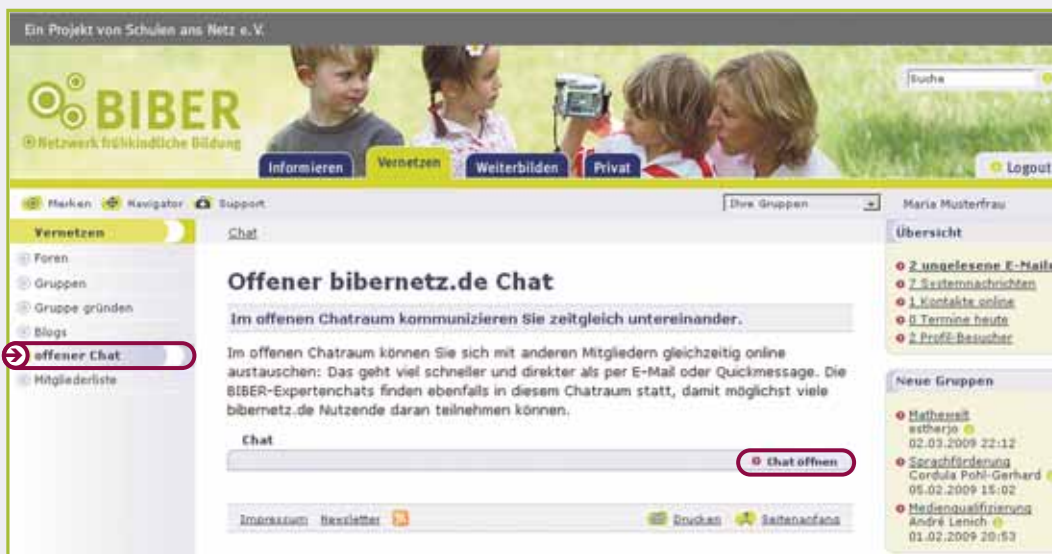 Ein Projekt von Schulen ans Netz e.V.
BIBER
Netzwerk frühkindliche Bildung
Suche
Informieren
Vernetzen
Weiterbilden
Privat
Logout
Merken
Navigator
Support
Ihre Gruppen
Maria Musterfrau
Vernetzen
Foren
Gruppen
Gruppe gründen
Blogs
offener Chat
Mitgliederliste
Chat
Offener bibernetz.de Chat
Im offenen Chatraum kommunizieren Sie zeitgleich untereinander.
Im offenen Chatraum können Sie sich mit anderen Mitgliedern gleichzeitig online
austauschen: Das geht viel schneller und direkter als per E-Mail oder Quickmessage. Die
BIBER-Expertenchats finden ebenfalls in diesem Chatraum statt, damit möglichst viele
bibernetz.de Nutzende daran teilnehmen können.
Chat
Chat öffnen
Impressum Newsletter
Drucken
Seitenanfang
Übersicht
2 ungelesene E-Mails
7 Systemnachrichten
1 Kontakte online
0 Termine heute
2 Profil-Besucher
Neue Gruppen
Mathewelt
estherjo
02.03.2009 22:12
Sprachförderung
Cordula Pohl-Gerhard
05.02.2009 15:02
Medienqualifizierung
André Lenich
01.02.2009 20:53